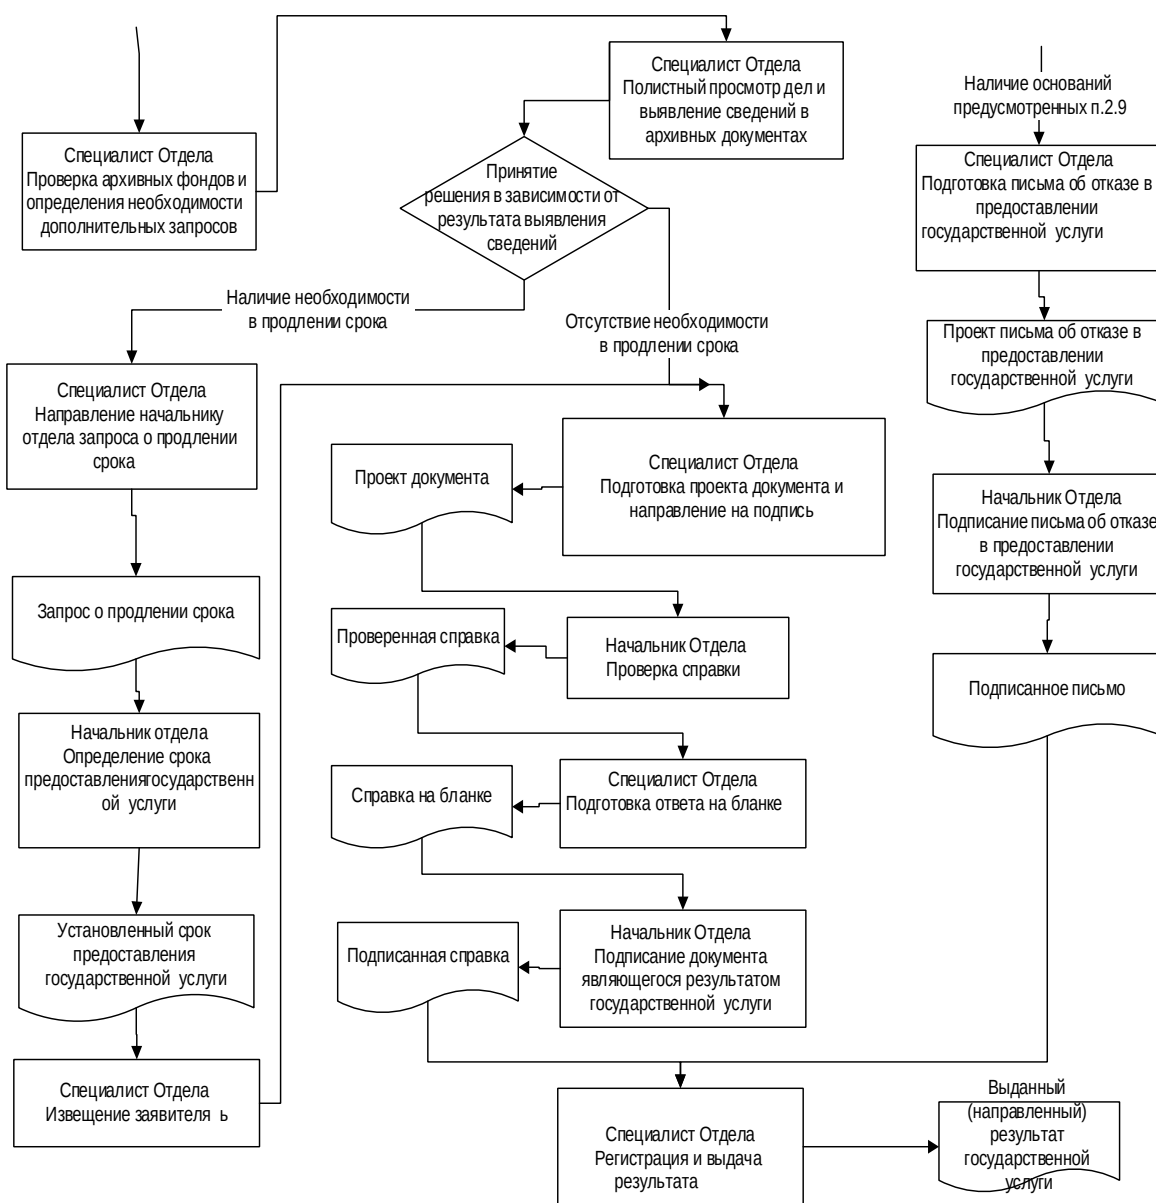 Специалист Отдела
Проверка архивных фондов и
определения необходимости
дополнительных запросов
Специалист Отдела
Полистный просмотр дел и
выявление сведений в
архивных документах
Принятие
решения в зависимости от
результата выявления
сведений
Наличие необходимости
в продлении срока
Отсутствие необходимости
в продлении срока
Специалист Отдела
Направление начальнику
отдела запроса о продлении
срока
Запрос о продлении срока
Начальник отдела
Определение срока
предоставлениягосударственн
ой услуги
Установленный срок
предоставления
государственной услуги
Специалист Отдела
Извещение заявителя ь
Специалист Отдела
Подготовка проекта документа и
направление на подпись
Проект документа
Начальник Отдела
Проверка справки
Проверенная справка
Специалист Отдела
Подготовка ответа на бланке
Справка на бланке
Начальник Отдела
Подписание документа
являющегося результатом
государственной услуги
Подписанная справка
Наличие оснований
предусмотренных п.2.9
Специалист Отдела
Подготовка письма об отказе в
предоставлении
государственной услуги
Проект письма об отказе в
предоставлении
государственной услуги
Начальник Отдела
Подписание письма об отказе
в предоставлении
государственной услуги
Подписанное письмо
Специалист Отдела
Регистрация и выдача
результата
Выданный
(направленный)
результат
государственной
услуги